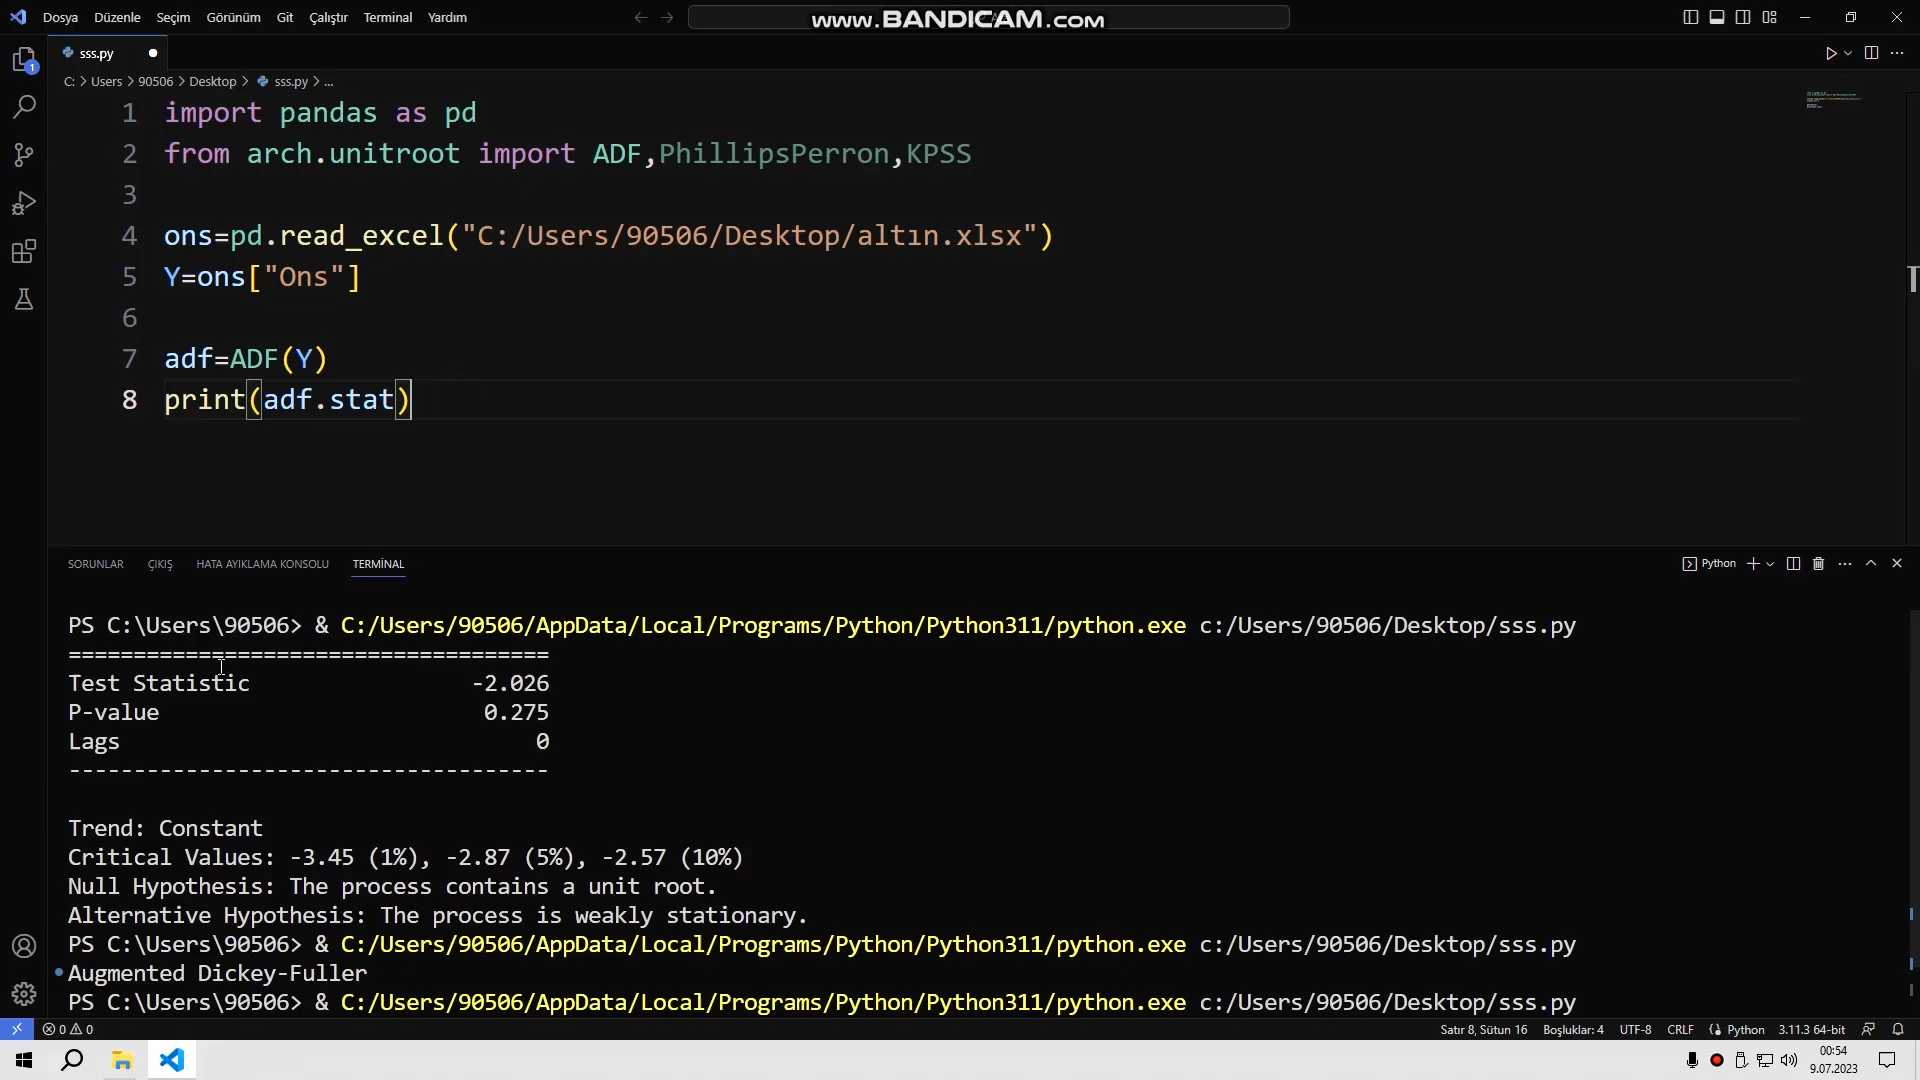 Dosya Düzenle Seçim Görünüm Git Çalıştır Terminal Yardım
www.BANDICAM.com
sss.py
C: > Users > 90506 > Desktop > sss.py > ...
1 import pandas as pd
2 from arch.unitroot import ADF,PhillipsPerron,KPSS
3
4 ons=pd.read_excel("C:/Users/90506/Desktop/altın.xlsx")
5 Y=ons["Ons"]
6
7 adf=ADF(Y)
8 print(adf.stat)
SORUNLAR ÇIKIŞ HATA AYIKLAMA KONSOLU TERMİNAL
Python
PS C:\Users\90506> & C:/Users/90506/AppData/Local/Programs/Python/Python311/python.exe c:/Users/90506/Desktop/sss.py
=====================================
Test Statistic -2.026
P-value 0.275
Lags 0
-------------------------------------
Trend: Constant
Critical Values: -3.45 (1%), -2.87 (5%), -2.57 (10%)
Null Hypothesis: The process contains a unit root.
Alternative Hypothesis: The process is weakly stationary.
PS C:\Users\90506> & C:/Users/90506/AppData/Local/Programs/Python/Python311/python.exe c:/Users/90506/Desktop/sss.py
Augmented Dickey-Fuller
PS C:\Users\90506> & C:/Users/90506/AppData/Local/Programs/Python/Python311/python.exe c:/Users/90506/Desktop/sss.py
0 0 Satır 8, Sütun 16 Boşluklar: 4 UTF-8 CRLF Python 3.11.3 64-bit
00:54
9.07.2023